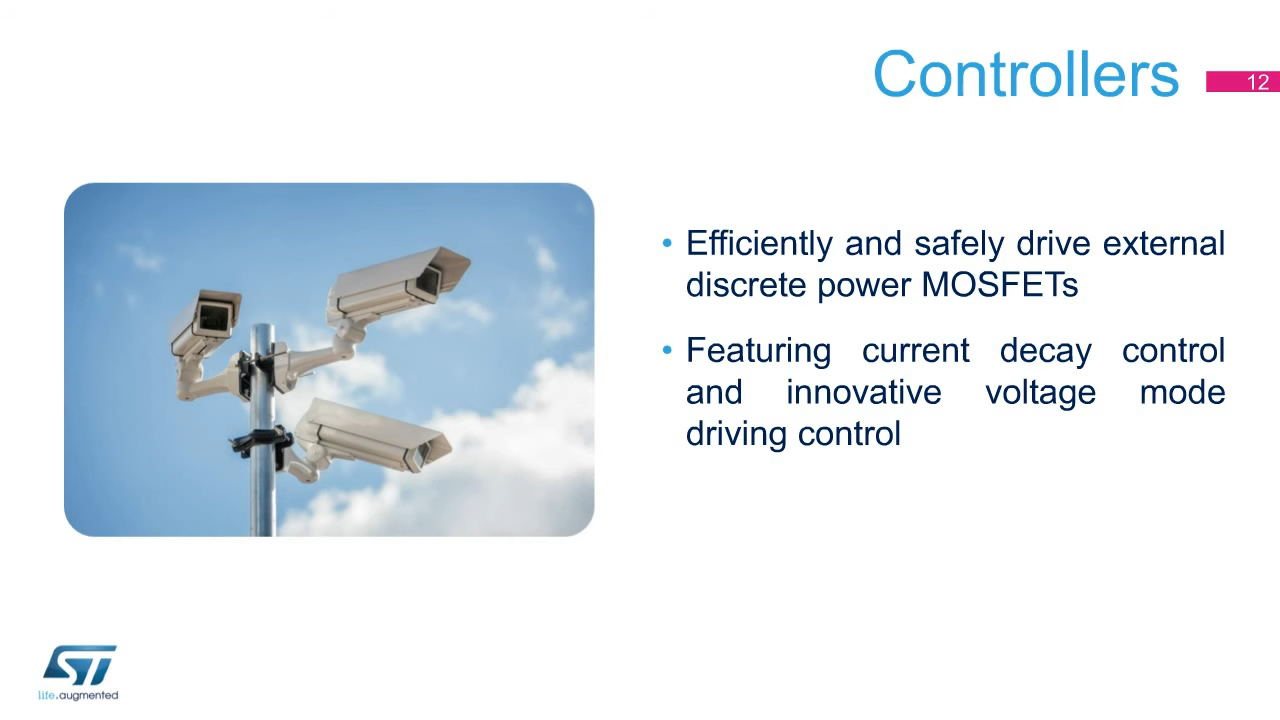 Controllers
12
• Efficiently and safely drive external
discrete power MOSFETs
• Featuring current decay control
and innovative voltage mode
driving control
ST
life.augmented